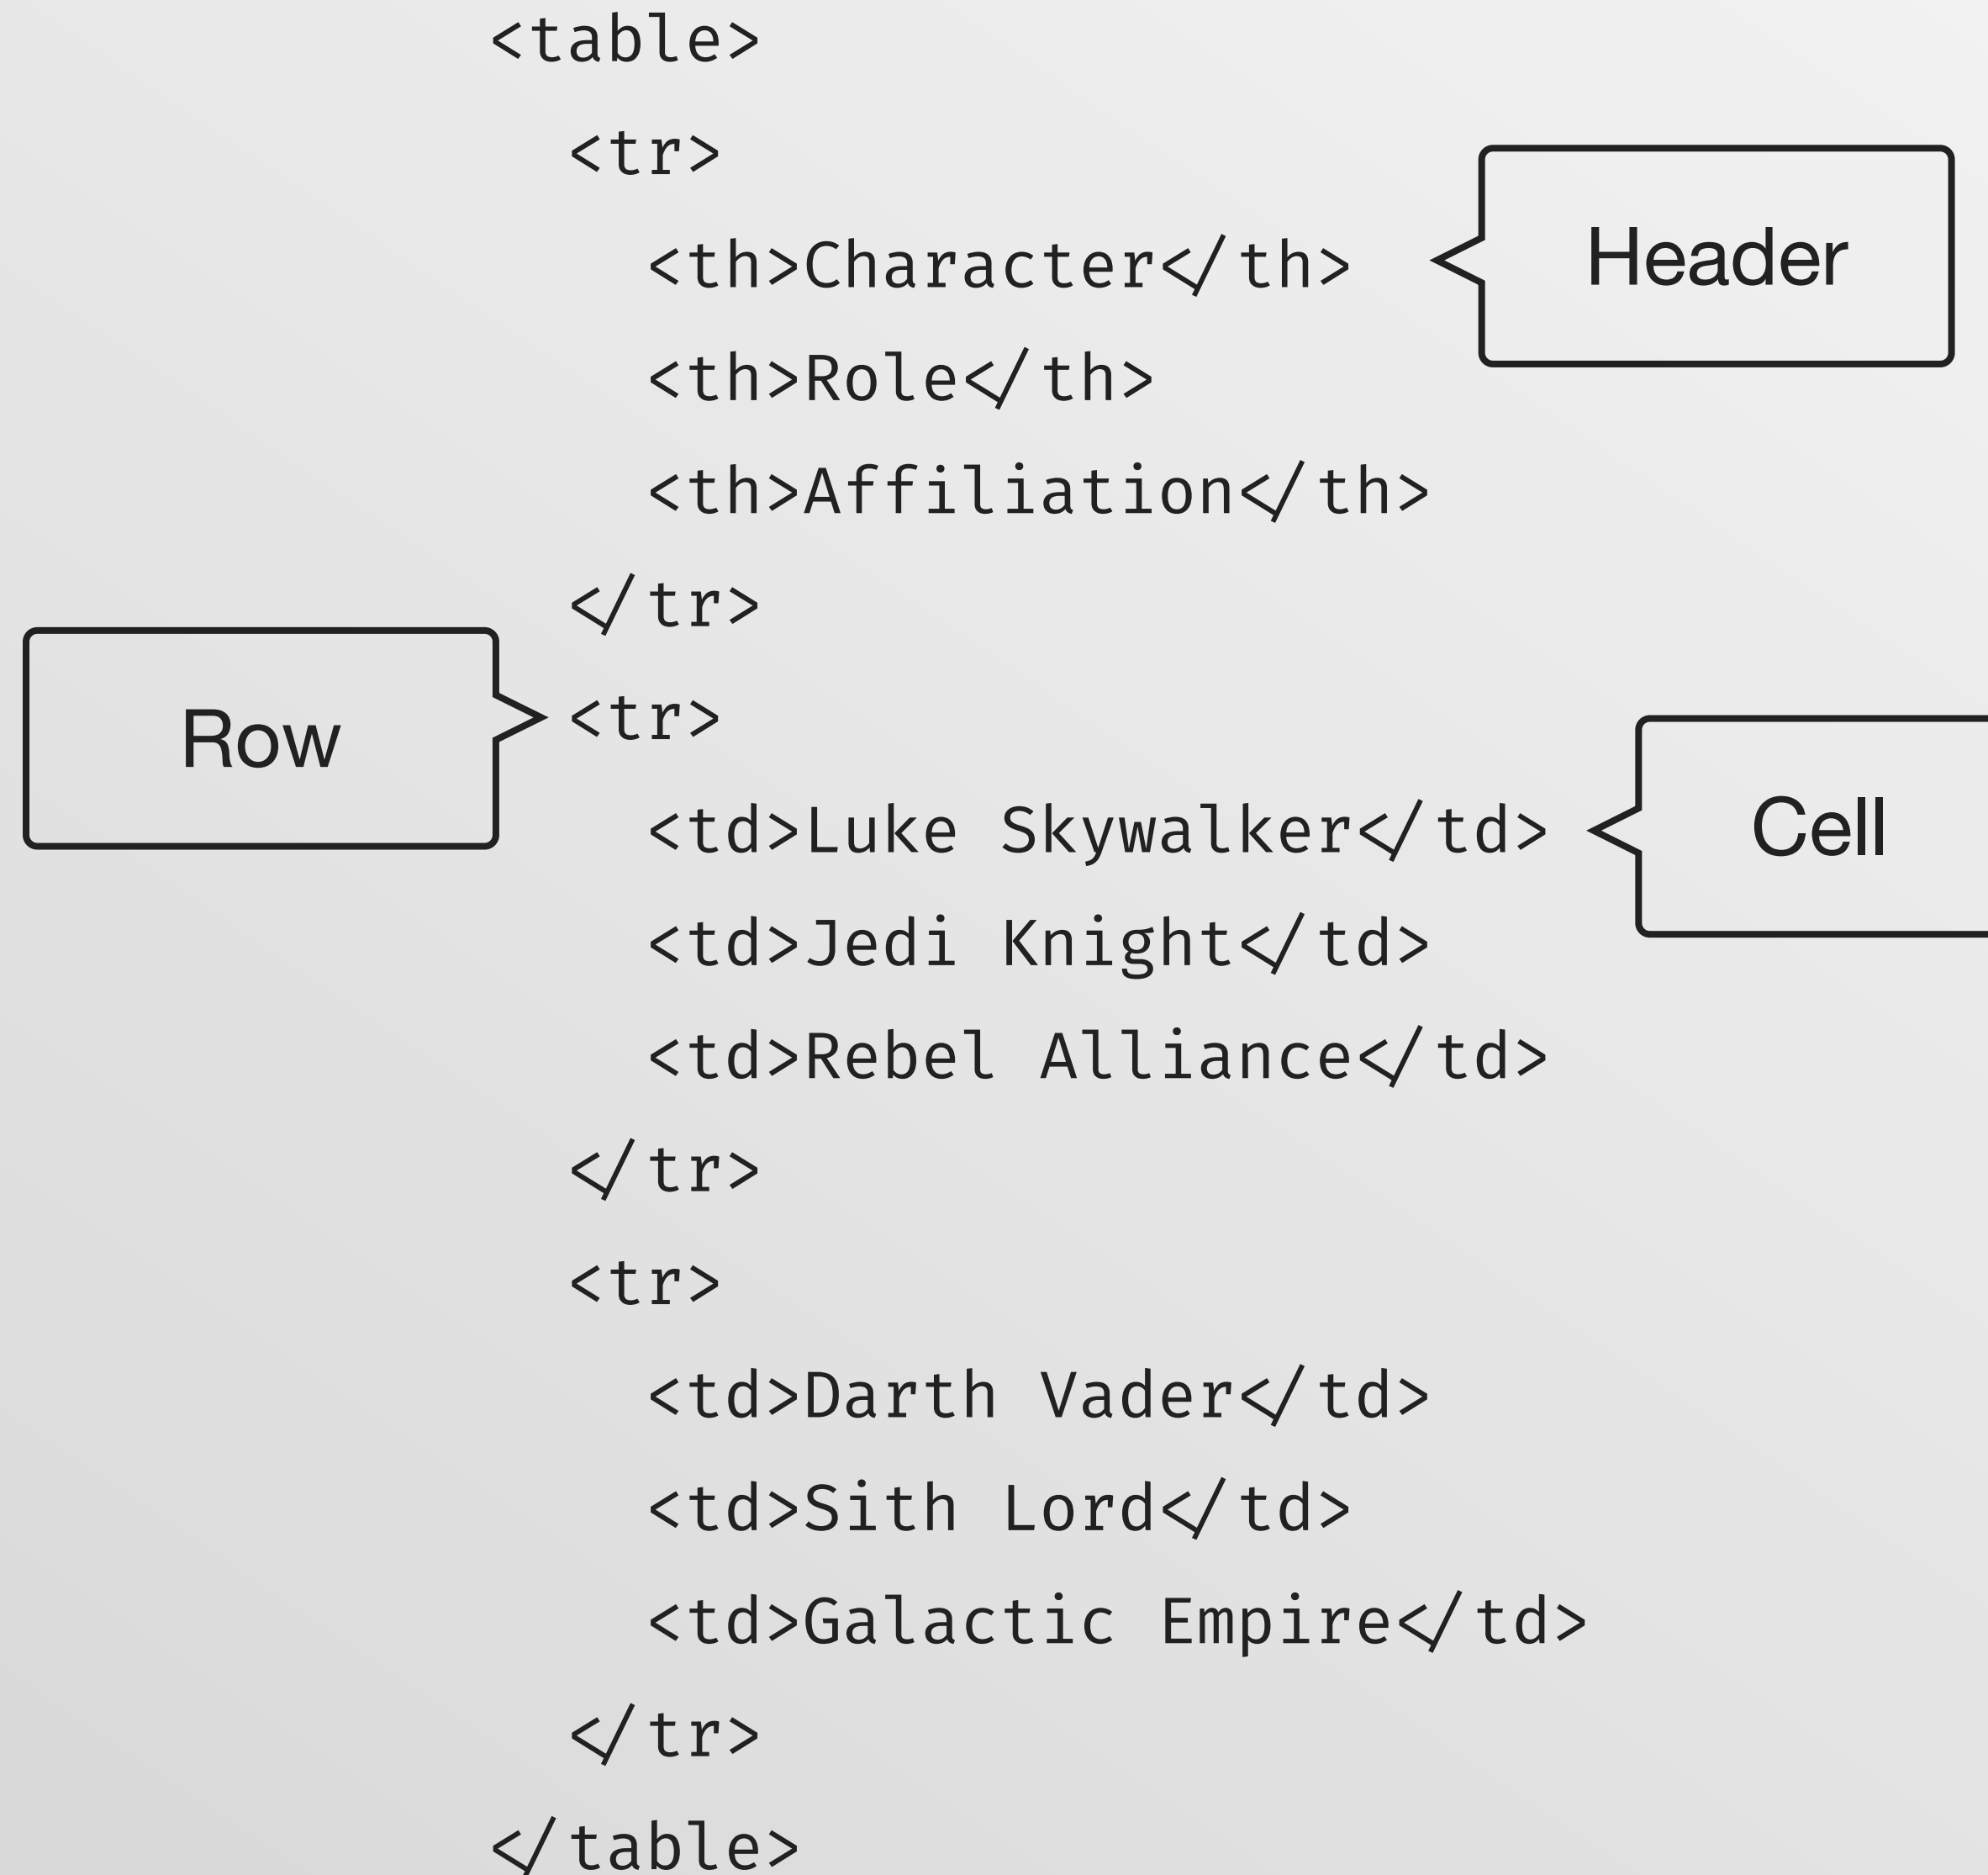 <table>
<tr>
<th>Character</th>
Header
<th>Role</th>
<th>Affiliation</th>
</tr>
<tr>
Row
<td>Luke Skywalker</td>
Cell
<td>Jedi Knight</td>
<td>Rebel Alliance</td>
</tr>
<tr>
<td>Darth Vader</td>
<td>Sith Lord</td>
<td>Galactic Empire</td>
</tr>
</table>